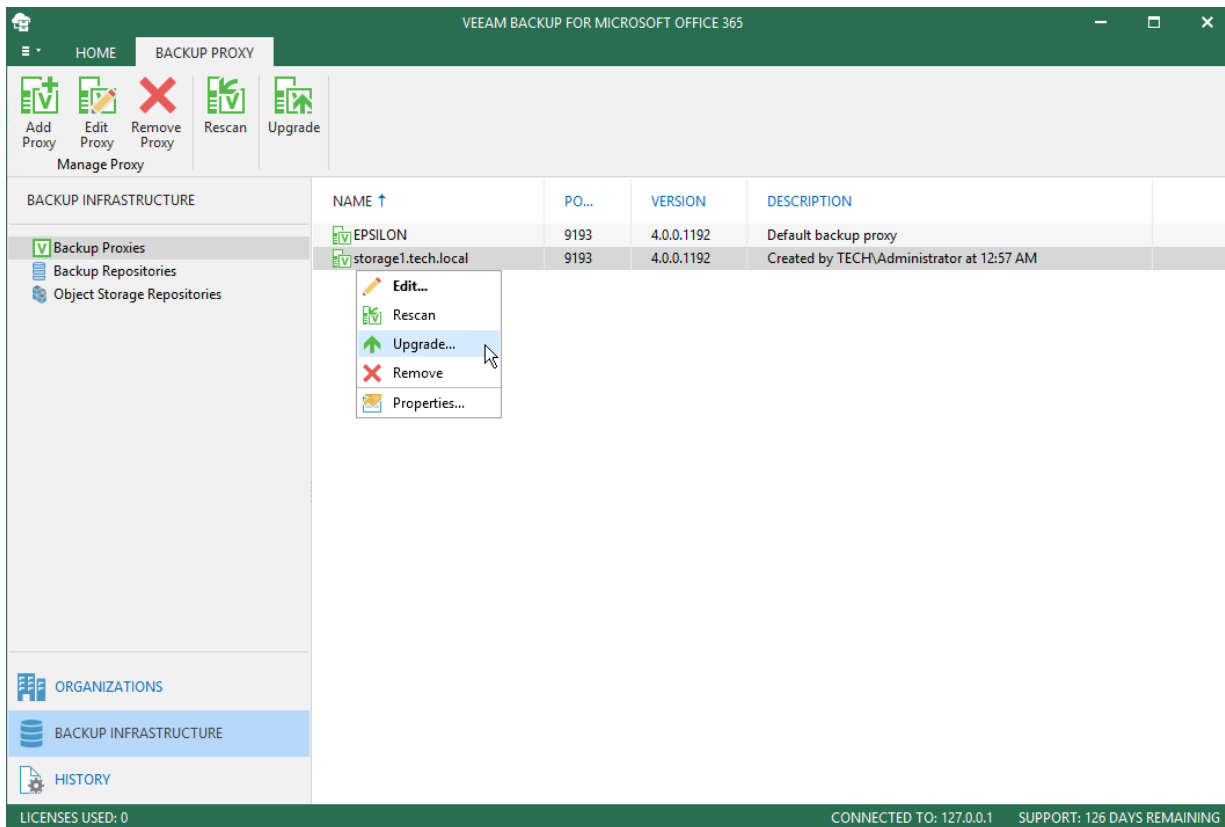 VEEAM BACKUP FOR MICROSOFT OFFICE 365
HOME BACKUP PROXY
Add Proxy
Edit Proxy
Remove Proxy
Rescan
Upgrade
Manage Proxy
BACKUP INFRASTRUCTURE
Backup Proxies
Backup Repositories
Object Storage Repositories
NAME PO... VERSION DESCRIPTION
EPSILON 9193 4.0.0.1192 Default backup proxy
storage1.tech.local 9193 4.0.0.1192 Created by TECH\Administrator at 12:57 AM
Edit...
Rescan
Upgrade...
Remove
Properties...
ORGANIZATIONS
BACKUP INFRASTRUCTURE
HISTORY
LICENSES USED: 0 CONNECTED TO: 127.0.0.1 SUPPORT: 126 DAYS REMAINING